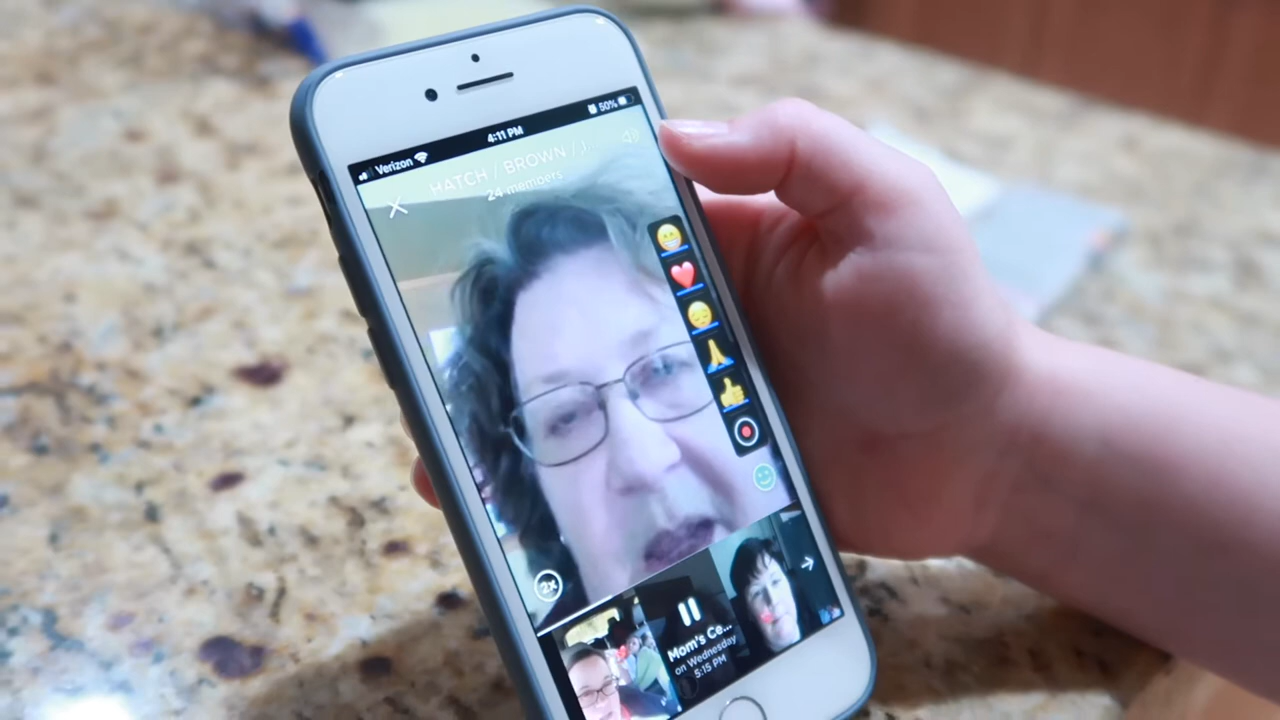 Verizon
4:11 PM
50%
HATCH / BROWN / J...
24 members
2x
Mom's Ce...
on Wednesday
5:15 PM